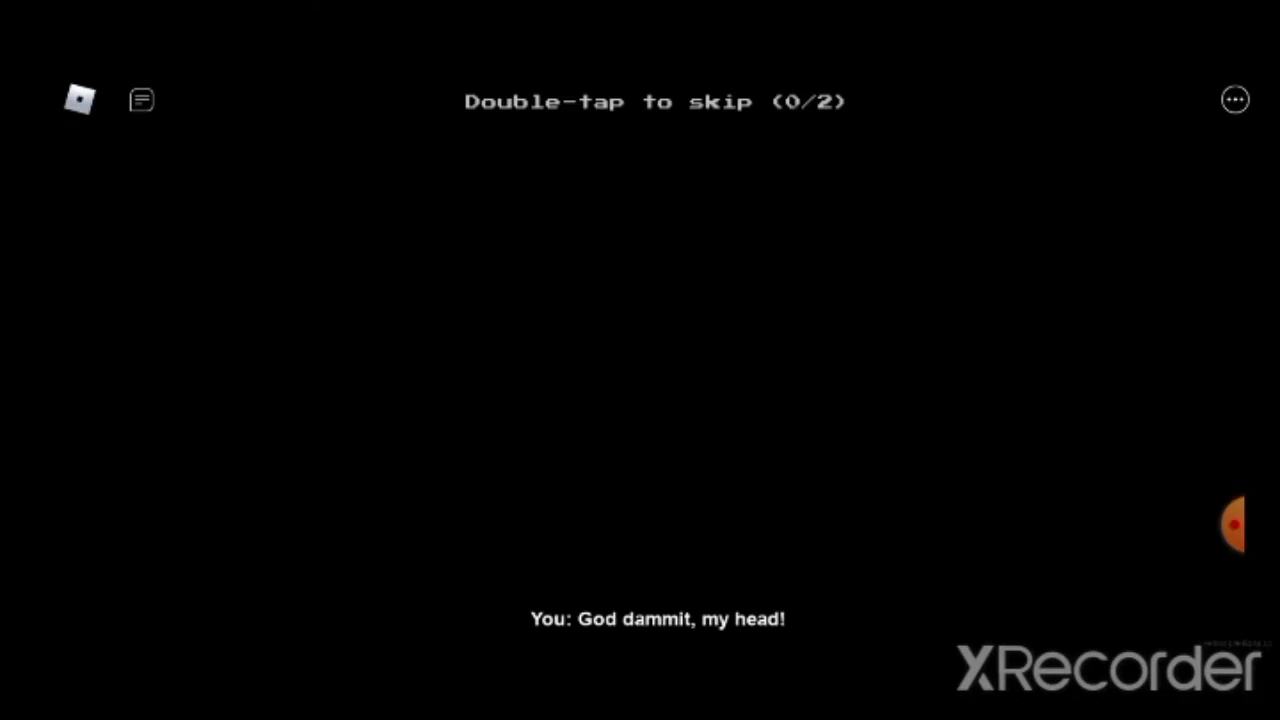 Double-tap to skip (0/2)
You: God dammit, my head!
XRecorder